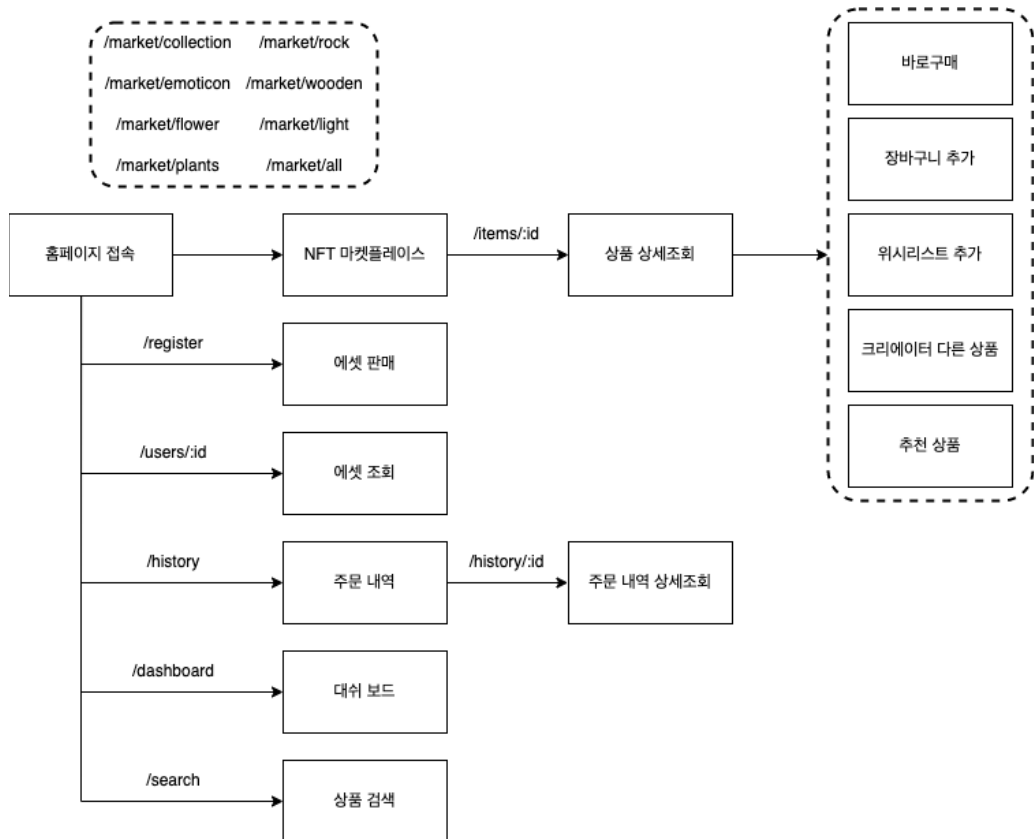 /market/collection /market/rock
/market/emoticon /market/wooden
/market/flower /market/light
/market/plants /market/all
바로구매
장바구니 추가
위시리스트 추가
크리에이터 다른 상품
추천 상품
홈페이지 접속
NFT 마켓플레이스
/items/:id
상품 상세조회
/register
에셋 판매
/users/:id
에셋 조회
/history
주문 내역
/history/:id
주문 내역 상세조회
/dashboard
대쉬 보드
/search
상품 검색